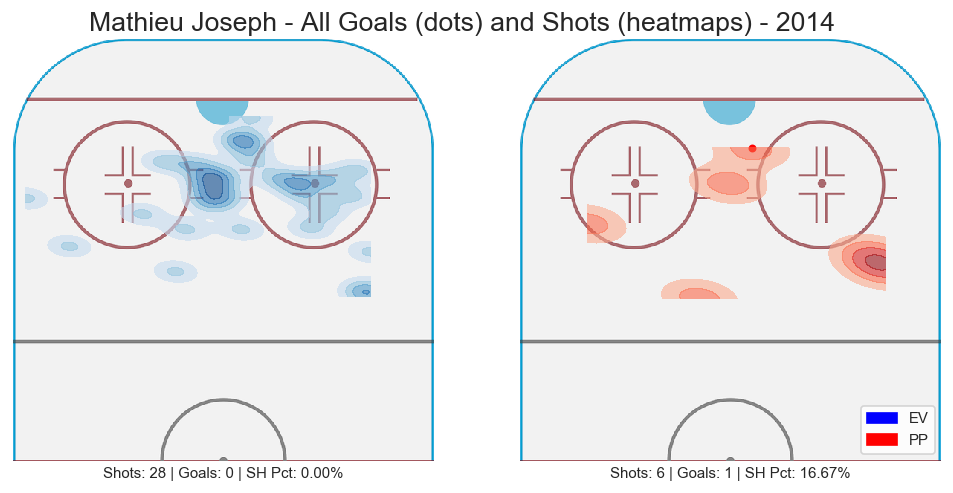 Mathieu Joseph - All Goals (dots) and Shots (heatmaps) - 2014
EV
PP
Shots: 28 | Goals: 0 | SH Pct: 0.00%
Shots: 6 | Goals: 1 | SH Pct: 16.67%